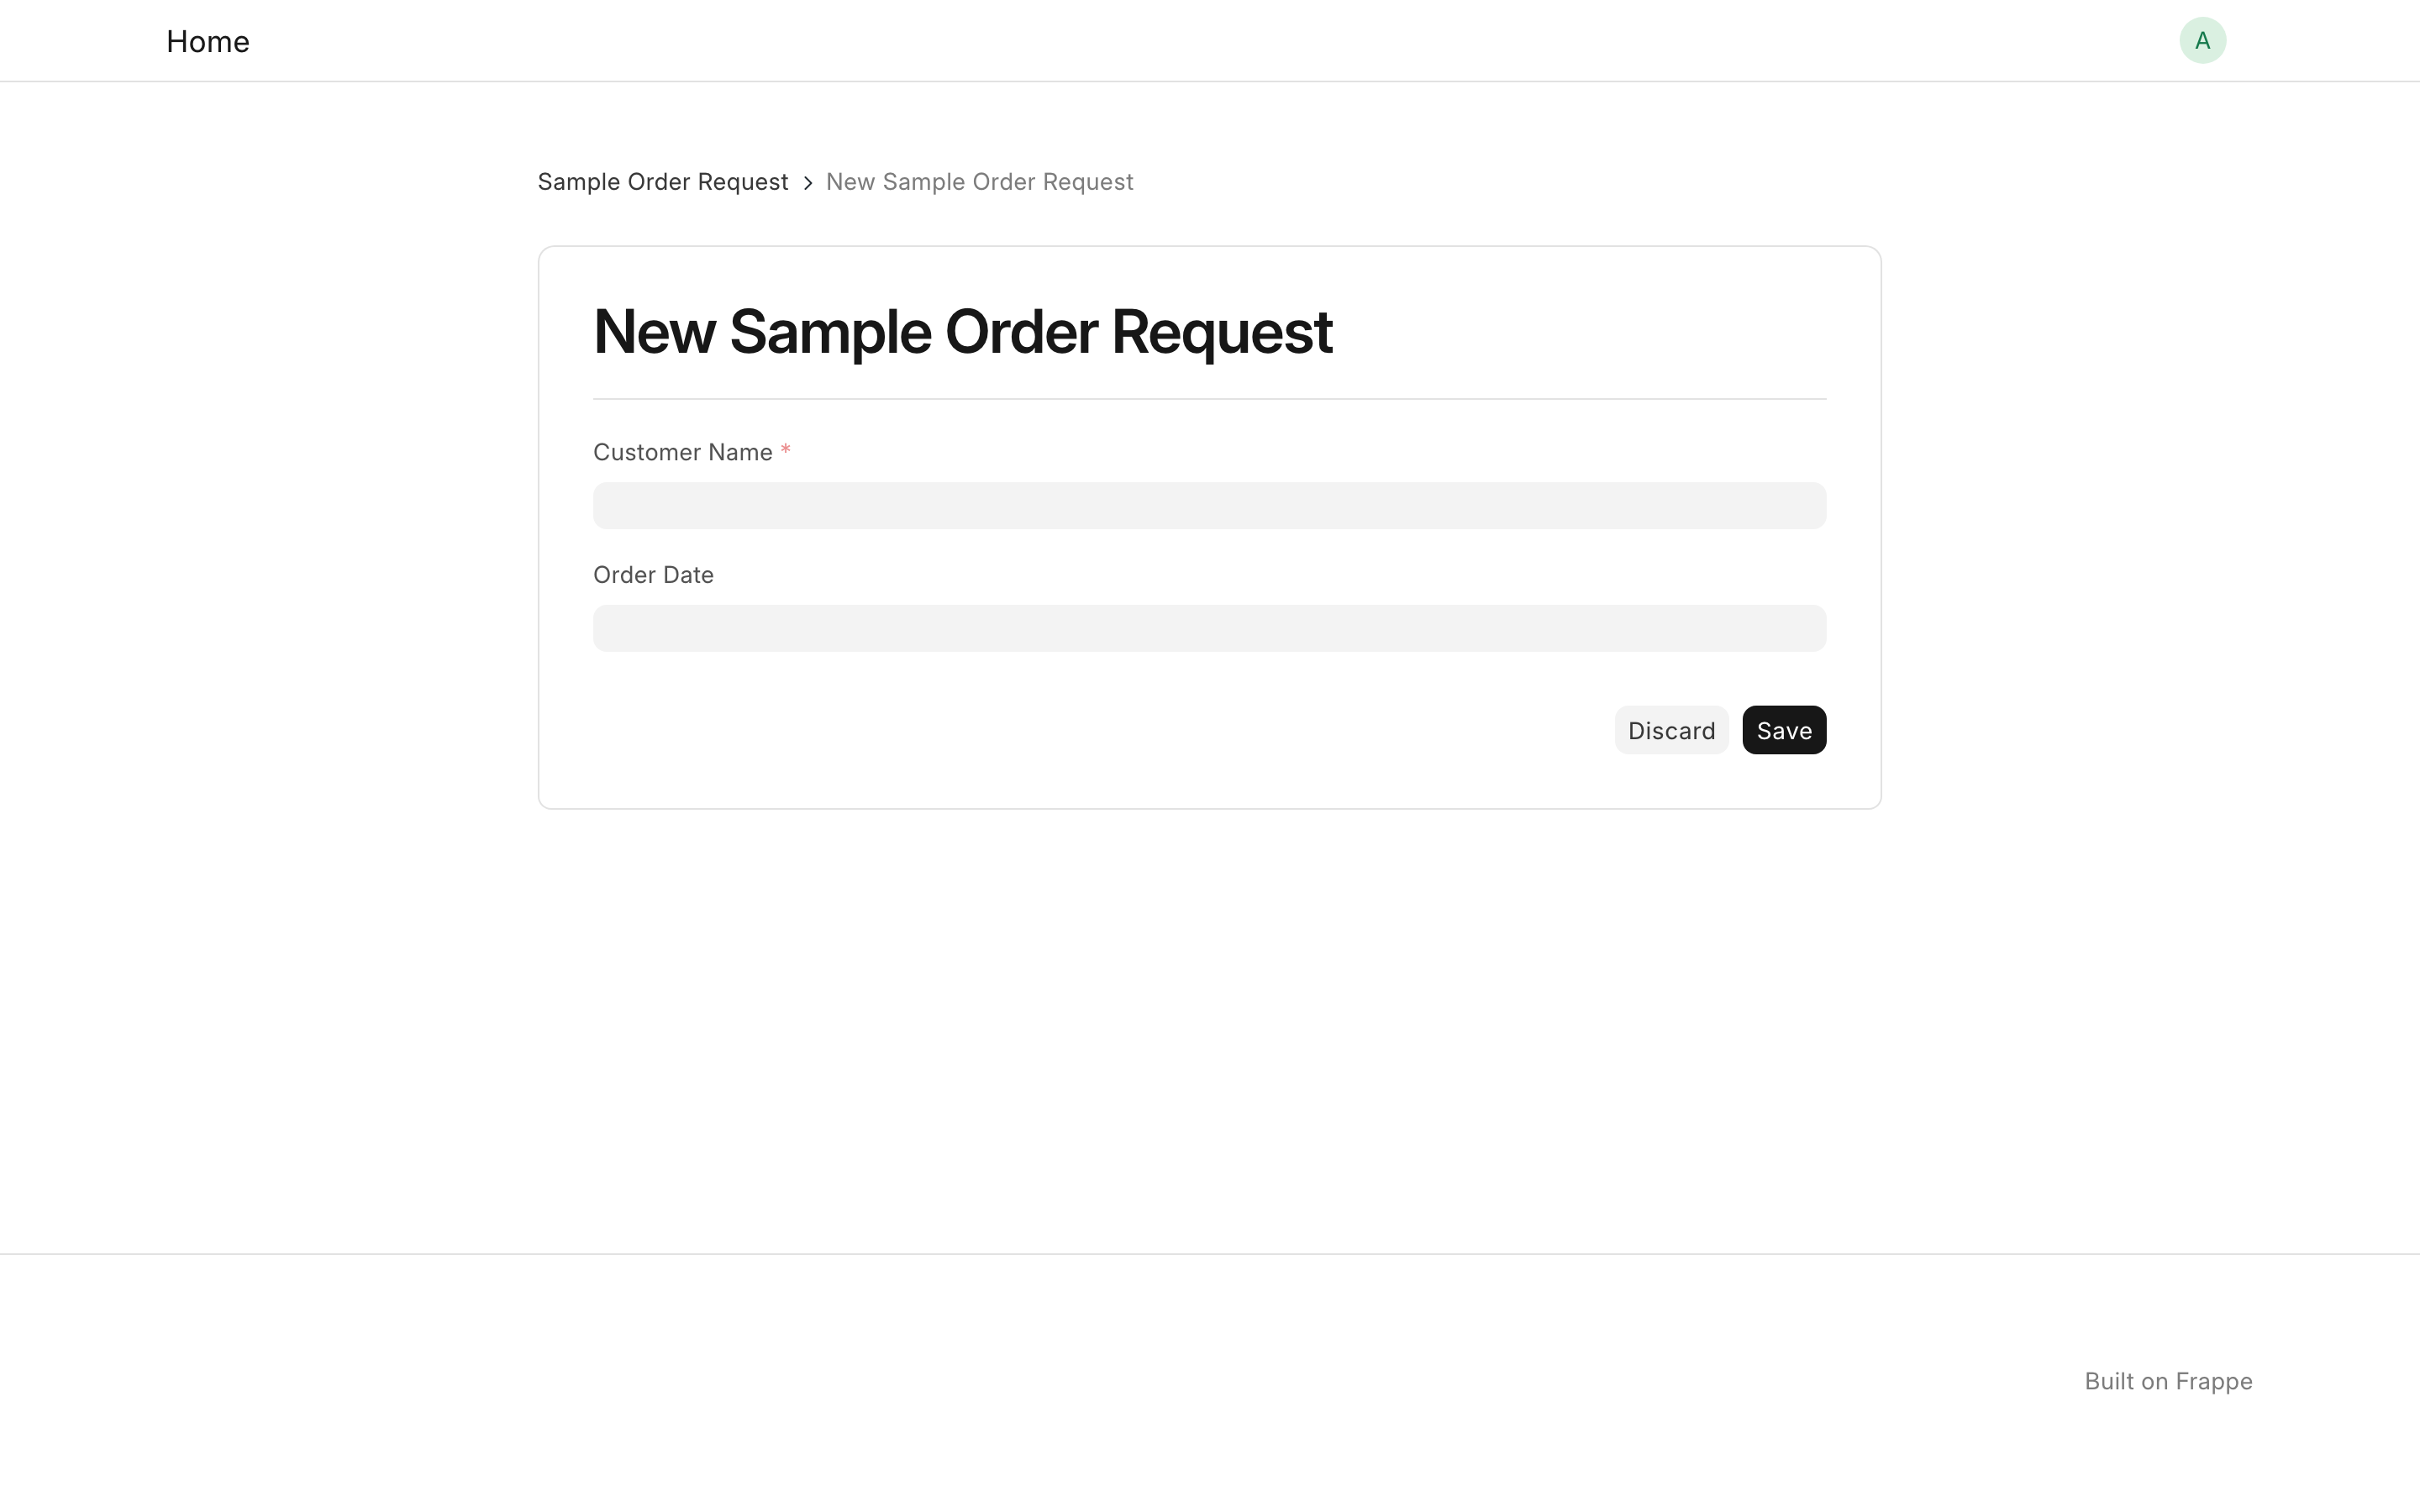 Home
A
Sample Order Request > New Sample Order Request
New Sample Order Request
Customer Name *
Order Date
Discard Save
Built on Frappe